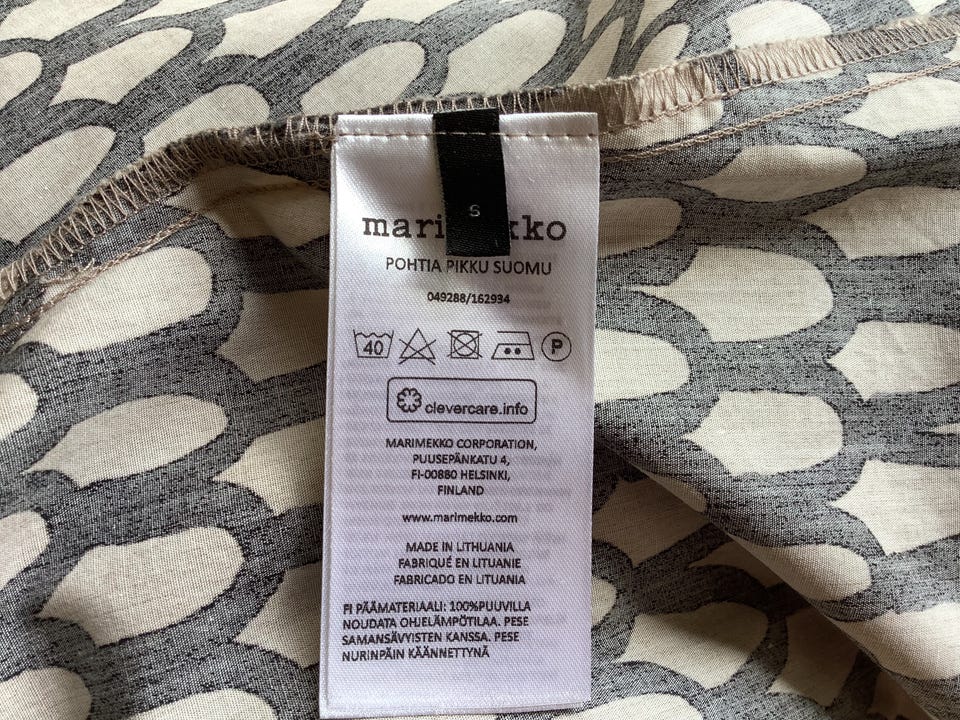 S
marimekko
POHTIA PIKKU SUOMU
049288/162934
40 P
clevercare.info
MARIMEKKO CORPORATION,
PUUSEPÄNKATU 4,
FI-00880 HELSINKI,
FINLAND
www.marimekko.com
MADE IN LITHUANIA
FABRIQUÉ EN LITUANIE
FABRICADO EN LITUANIA
FI PÄÄMATERIAALI: 100%PUUVILLA
NOUDATA OHJELÄMPÖTILAA. PESE
SAMANSÄVYISTEN KANSSA. PESE
NURINPÄIN KÄÄNNETTYNÄ